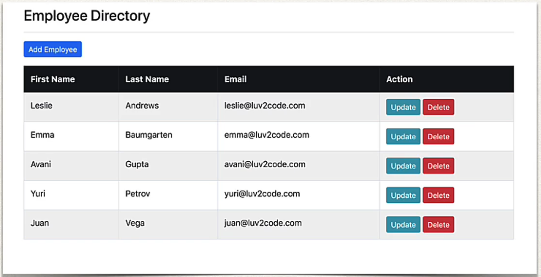 Employee Directory
Add Employee
First Name Last Name Email Action
Leslie Andrews leslie@luv2code.com Update Delete
Emma Baumgarten emma@luv2code.com Update Delete
Avani Gupta avani@luv2code.com Update Delete
Yuri Petrov yuri@luv2code.com Update Delete
Juan Vega juan@luv2code.com Update Delete